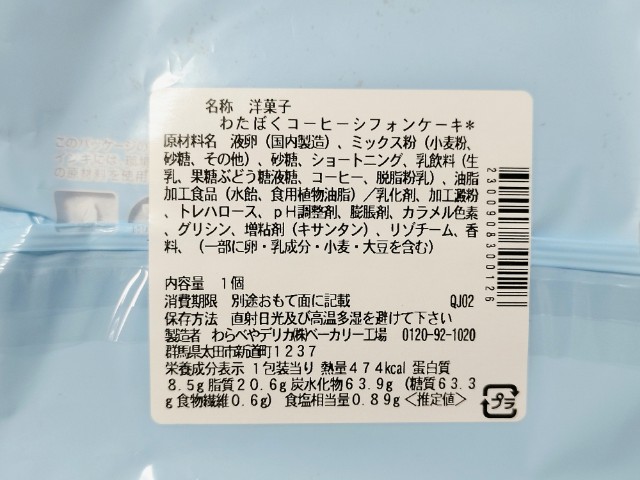 名称 洋菓子
わたぼくコーヒーシフォンケーキ*
原材料名 液卵(国内製造)、ミックス粉(小麦粉、
砂糖、その他)、砂糖、ショートニング、乳飲料(生
乳、果糖ぶどう糖液糖、コーヒー、脱脂粉乳)、油脂
加工食品(水飴、食用植物油脂)/乳化剤、加工澱粉
、トレハロース、pH調整剤、膨脹剤、カラメル色素
、グリシン、増粘剤(キサンタン)、リゾチーム、香
料、(一部に卵・乳成分・小麦・大豆を含む)
内容量 1個
消費期限 別途おもて面に記載 QJ02
保存方法 直射日光及び高温多湿を避けて下さい
製造者 わらべやデリカ㈱ベーカリー工場 0120-92-1020
群馬県太田市新道町1237
栄養成分表示 1包装当り 熱量474kcal 蛋白質
8.5g 脂質20.6g 炭水化物63.9g (糖質63.3
g 食物繊維0.6g) 食塩相当量0.89g<推定値>
プラ
2300908300126